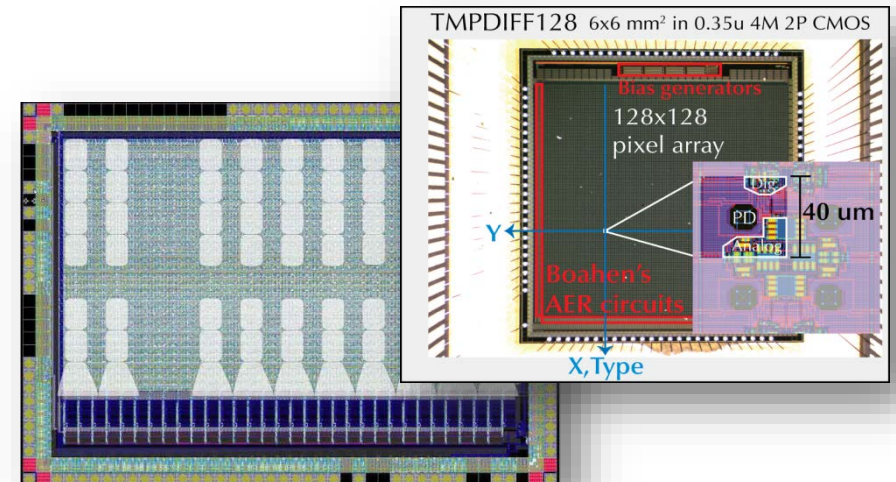 TMPDIFF128 6x6 mm² in 0.35u 4M 2P CMOS
Bias generators
128x128
pixel array
Dig
PD
40 um
Analog
Y
Boahen's
AER circuits
X,Type